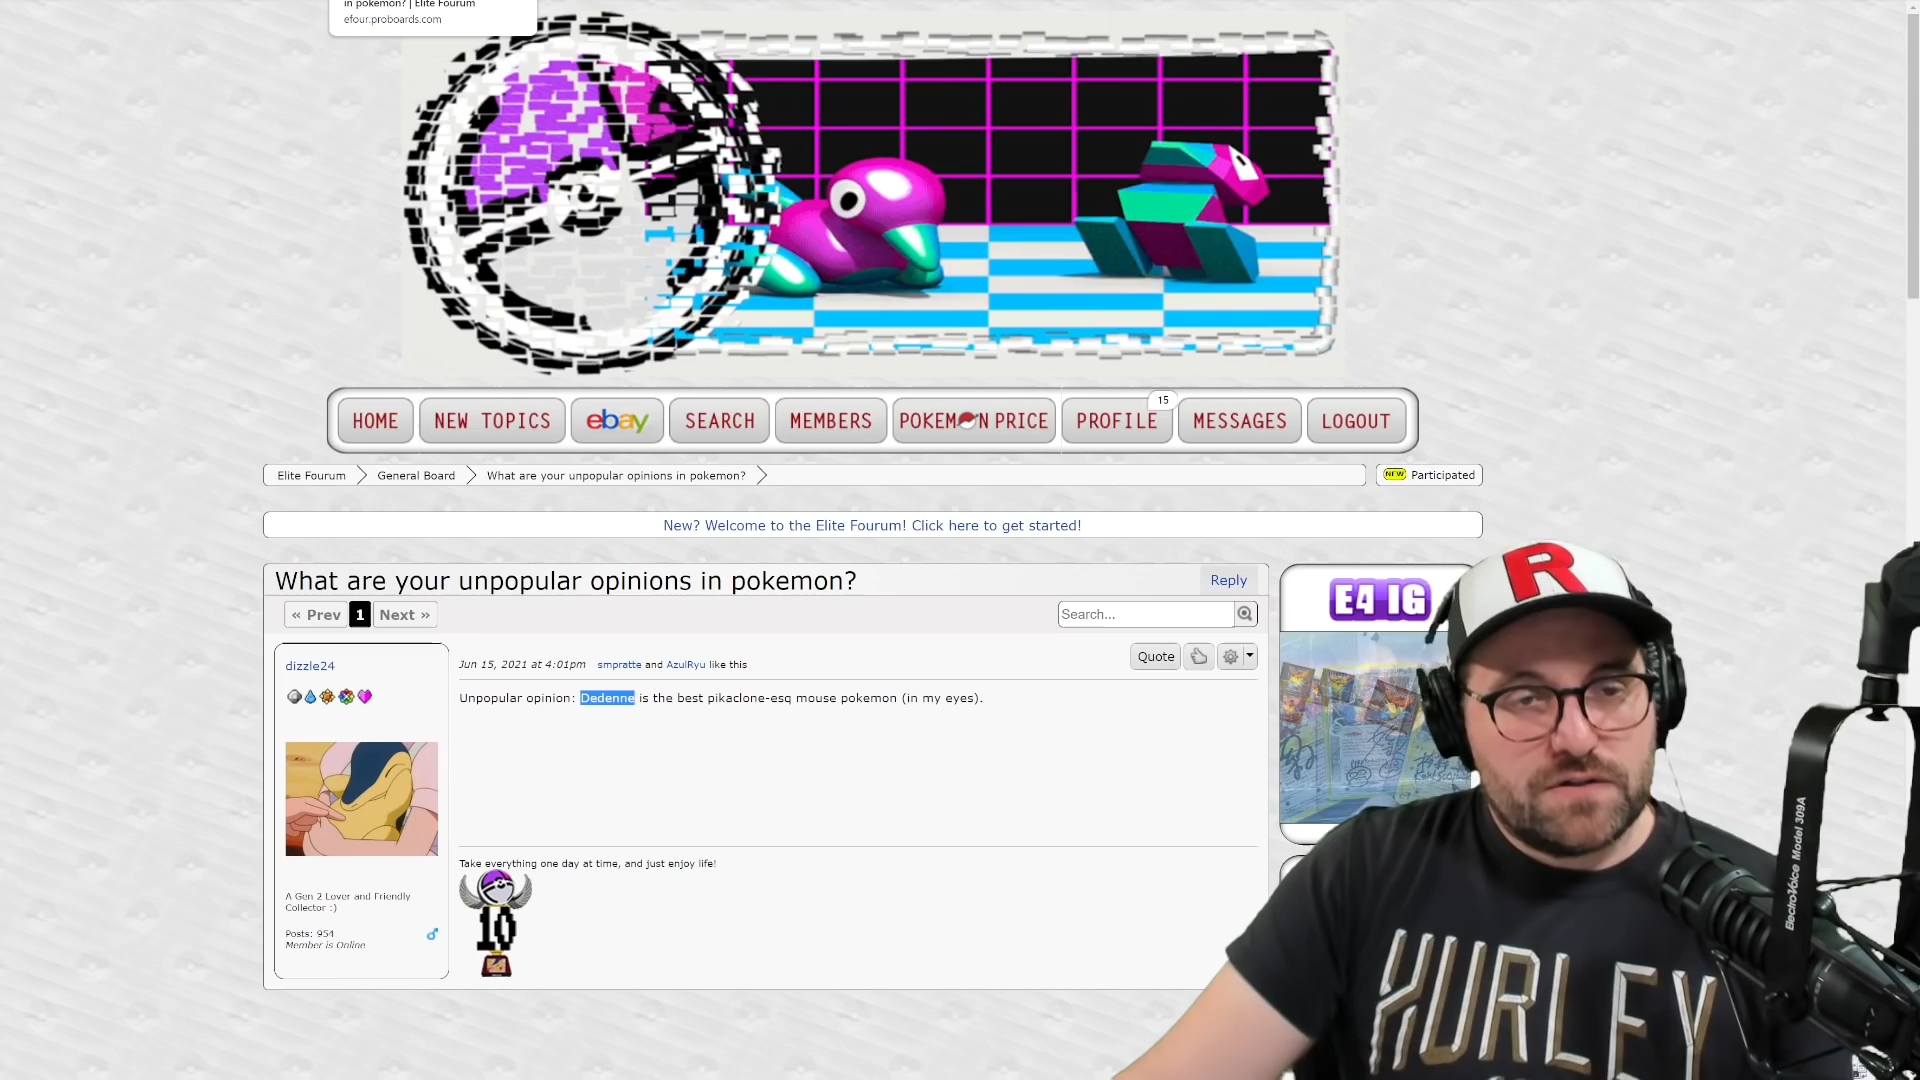 in pokemon? | Elite Fourum
efour.proboards.com
HOME
NEW TOPICS
ebay
SEARCH
MEMBERS
POKEMON PRICE
PROFILE
15
MESSAGES
LOGOUT
Elite Fourum
General Board
What are your unpopular opinions in pokemon?
NEW Participated
New? Welcome to the Elite Fourum! Click here to get started!
What are your unpopular opinions in pokemon?
Reply
« Prev 1 Next »
Search...
E4 IG
R
dizzle24
Jun 15, 2021 at 4:01pm smpratte and AzulRyu like this
Quote
Unpopular opinion: Dedenne is the best pikaclone-esq mouse pokemon (in my eyes).
Take everything one day at time, and just enjoy life!
10
A Gen 2 Lover and Friendly
Collector :)
Posts: 954
Member is Online
HURLEY
ElectroVoice Model 309A